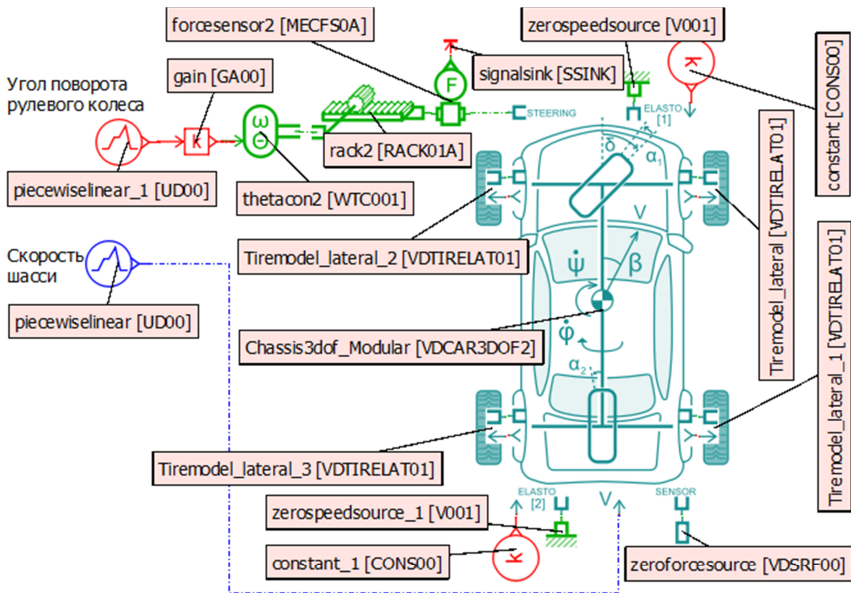 forcesensor2 [MECFS0A]
zerospeedsource [V001]
constant [CONS00]
k
gain [GA00]
signalsink [SSINK]
F
Угол поворота
рулевого колеса
k
ω
Θ
STEERING
ELASTO
[1]
rack2 [RACK01A]
δ
α1
piecewiselinear_1 [UD00]
thetacon2 [WTC001]
Tiremodel_lateral [VDTIRELAT01]
V
Скорость
шасси
Tiremodel_lateral_2 [VDTIRELAT01]
ψ̇
β
piecewiselinear [UD00]
Chassis3dof_Modular [VDCAR3DOF2]
φ̇
Tiremodel_lateral_1 [VDTIRELAT01]
α2
Tiremodel_lateral_3 [VDTIRELAT01]
ELASTO
[2]
V
SENSOR
zerospeedsource_1 [V001]
constant_1 [CONS00]
k
zeroforcesource [VDSRF00]